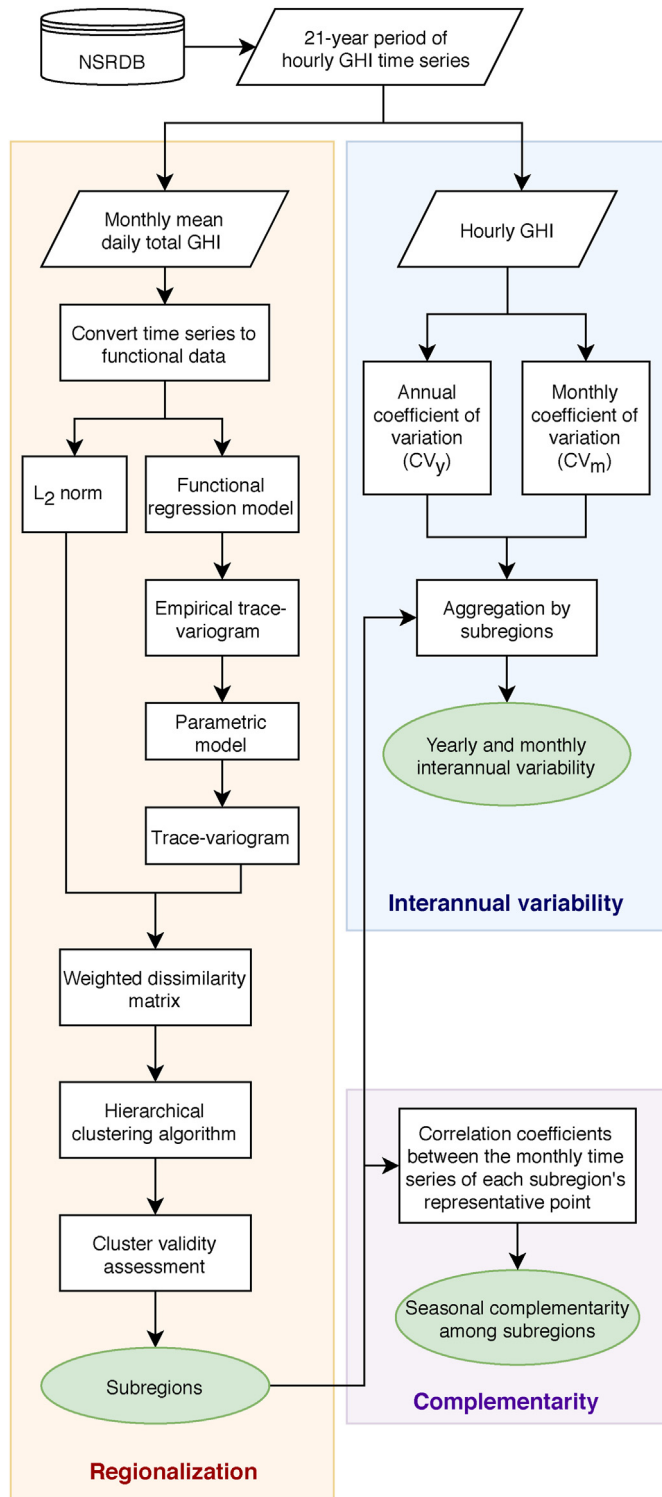 NSRDB
21-year period of
hourly GHI time series
Monthly mean
daily total GHI
Convert time series to
functional data
L2 norm
Functional
regression model
Empirical trace-
variogram
Parametric
model
Trace-variogram
Weighted dissimilarity
matrix
Hierarchical
clustering algorithm
Cluster validity
assessment
Subregions
Regionalization
Hourly GHI
Annual
coefficient of
variation
(CVy)
Monthly
coefficient of
variation
(CVm)
Aggregation by
subregions
Yearly and monthly
interannual variability
Interannual variability
Correlation coefficients
between the monthly time
series of each subregion's
representative point
Seasonal complementarity
among subregions
Complementarity